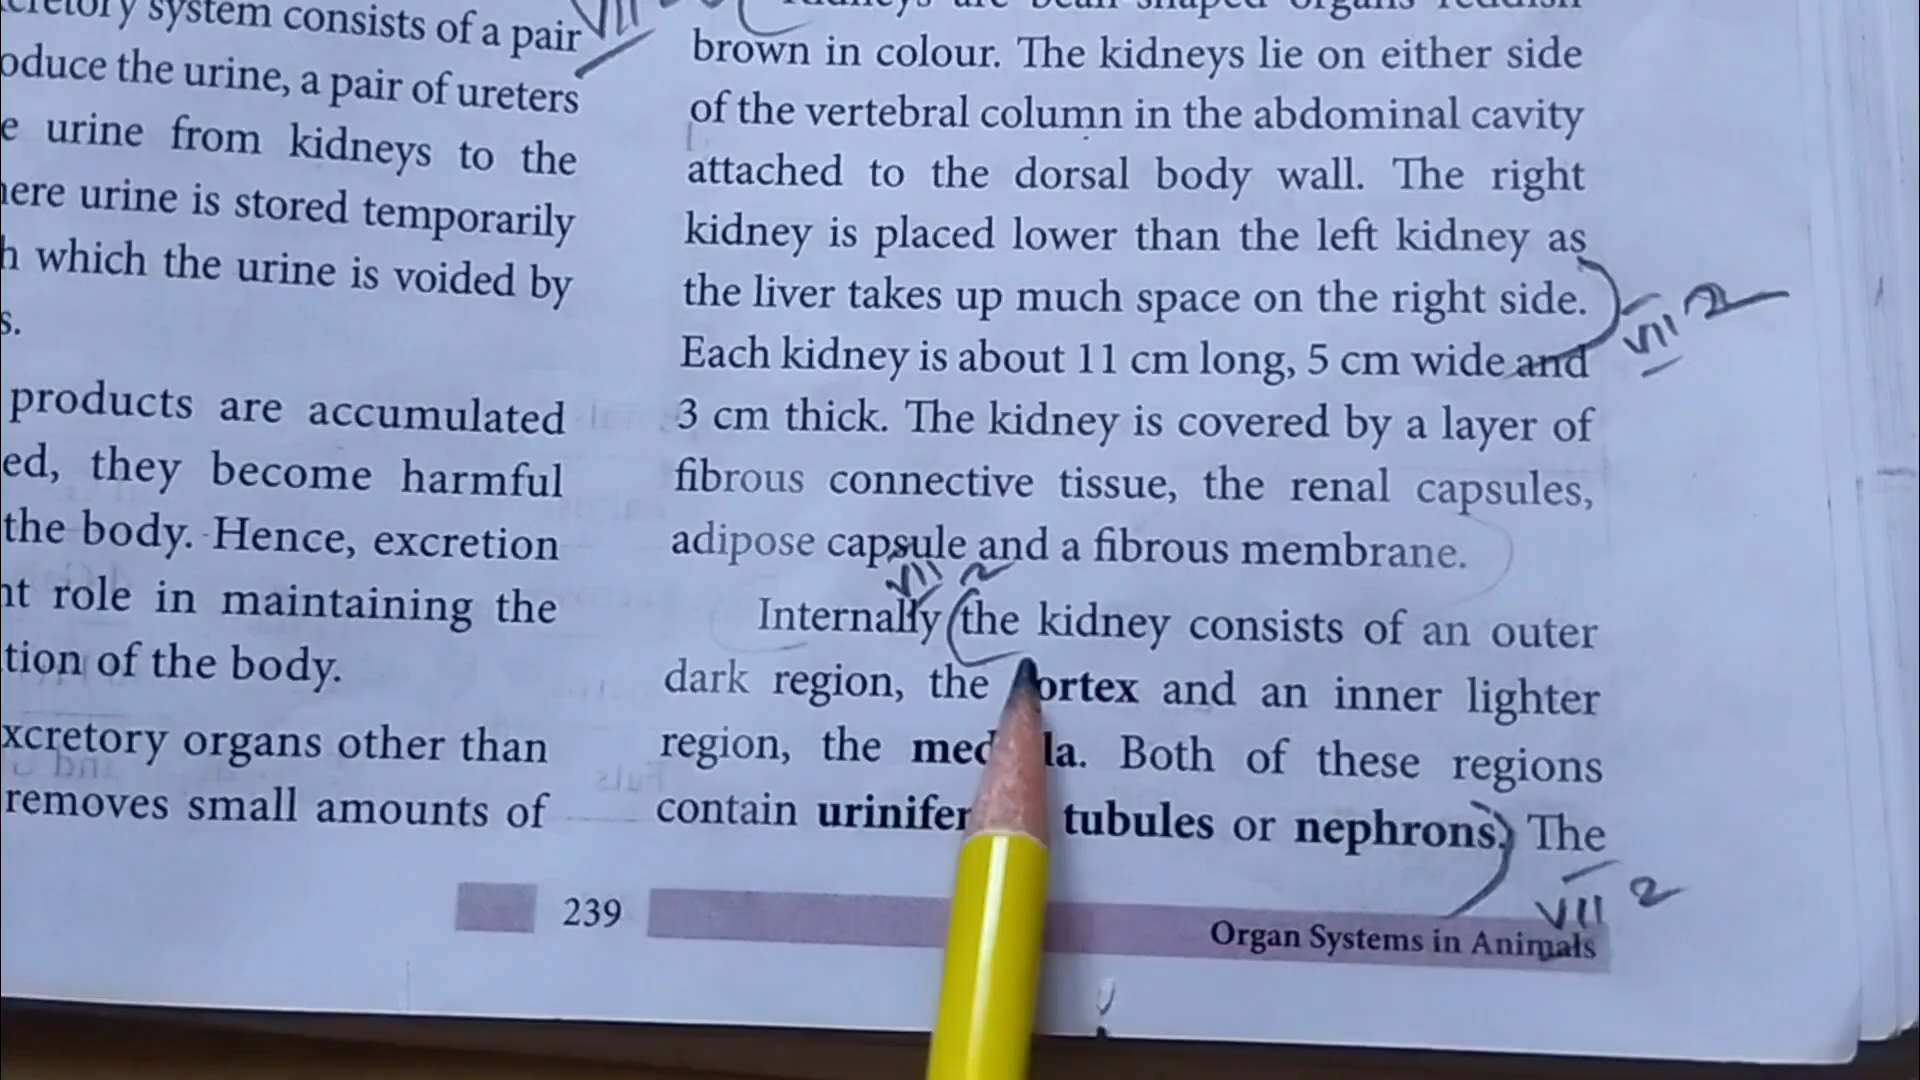 system consists of a pair
the urine, a pair of ureters
urine from kidneys to the
urine is stored temporarily
which the urine is voided by
s.
products are accumulated
ed, they become harmful
the body. Hence, excretion
role in maintaining the
tion of the body.
xcretory organs other than
removes small amounts of
brown in colour. The kidneys lie on either side
of the vertebral column in the abdominal cavity
attached to the dorsal body wall. The right
kidney is placed lower than the left kidney as
the liver takes up much space on the right side.
Each kidney is about 11 cm long, 5 cm wide and
3 cm thick. The kidney is covered by a layer of
fibrous connective tissue, the renal capsules,
adipose capsule and a fibrous membrane.
VII 2
Internally the kidney consists of an outer
dark region, the ortex and an inner lighter
region, the med la. Both of these regions
contain urinifer tubules or nephrons. The
VII
VII 2
VII 2
239
Organ Systems in Animals